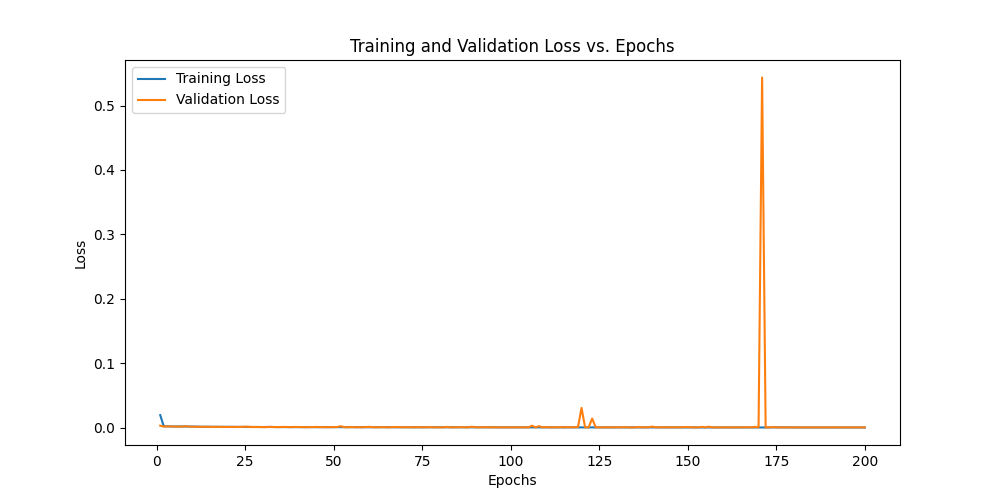 Training and Validation Loss vs. Epochs
Training Loss
Validation Loss
0.5
0.4
0.3
0.2
0.1
0.0
Loss
0 25 50 75 100 125 150 175 200
Epochs